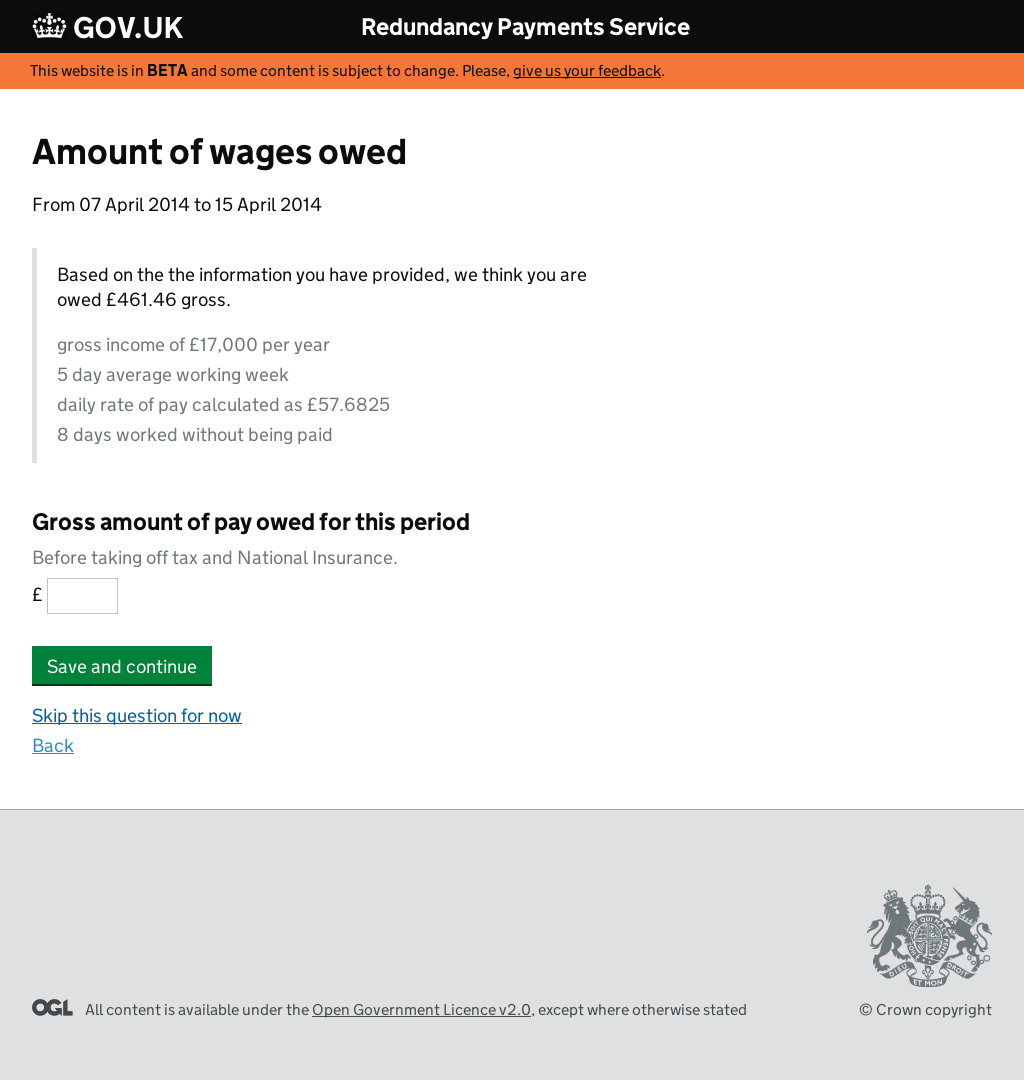 GOV.UK
Redundancy Payments Service
This website is in BETA and some content is subject to change. Please, give us your feedback.
Amount of wages owed
From 07 April 2014 to 15 April 2014
Based on the the information you have provided, we think you are
owed £461.46 gross.
gross income of £17,000 per year
5 day average working week
daily rate of pay calculated as £57.6825
8 days worked without being paid
Gross amount of pay owed for this period
Before taking off tax and National Insurance.
£
Save and continue
Skip this question for now
Back
DIEU ET MON DROIT
OGL All content is available under the Open Government Licence v2.0, except where otherwise stated
© Crown copyright